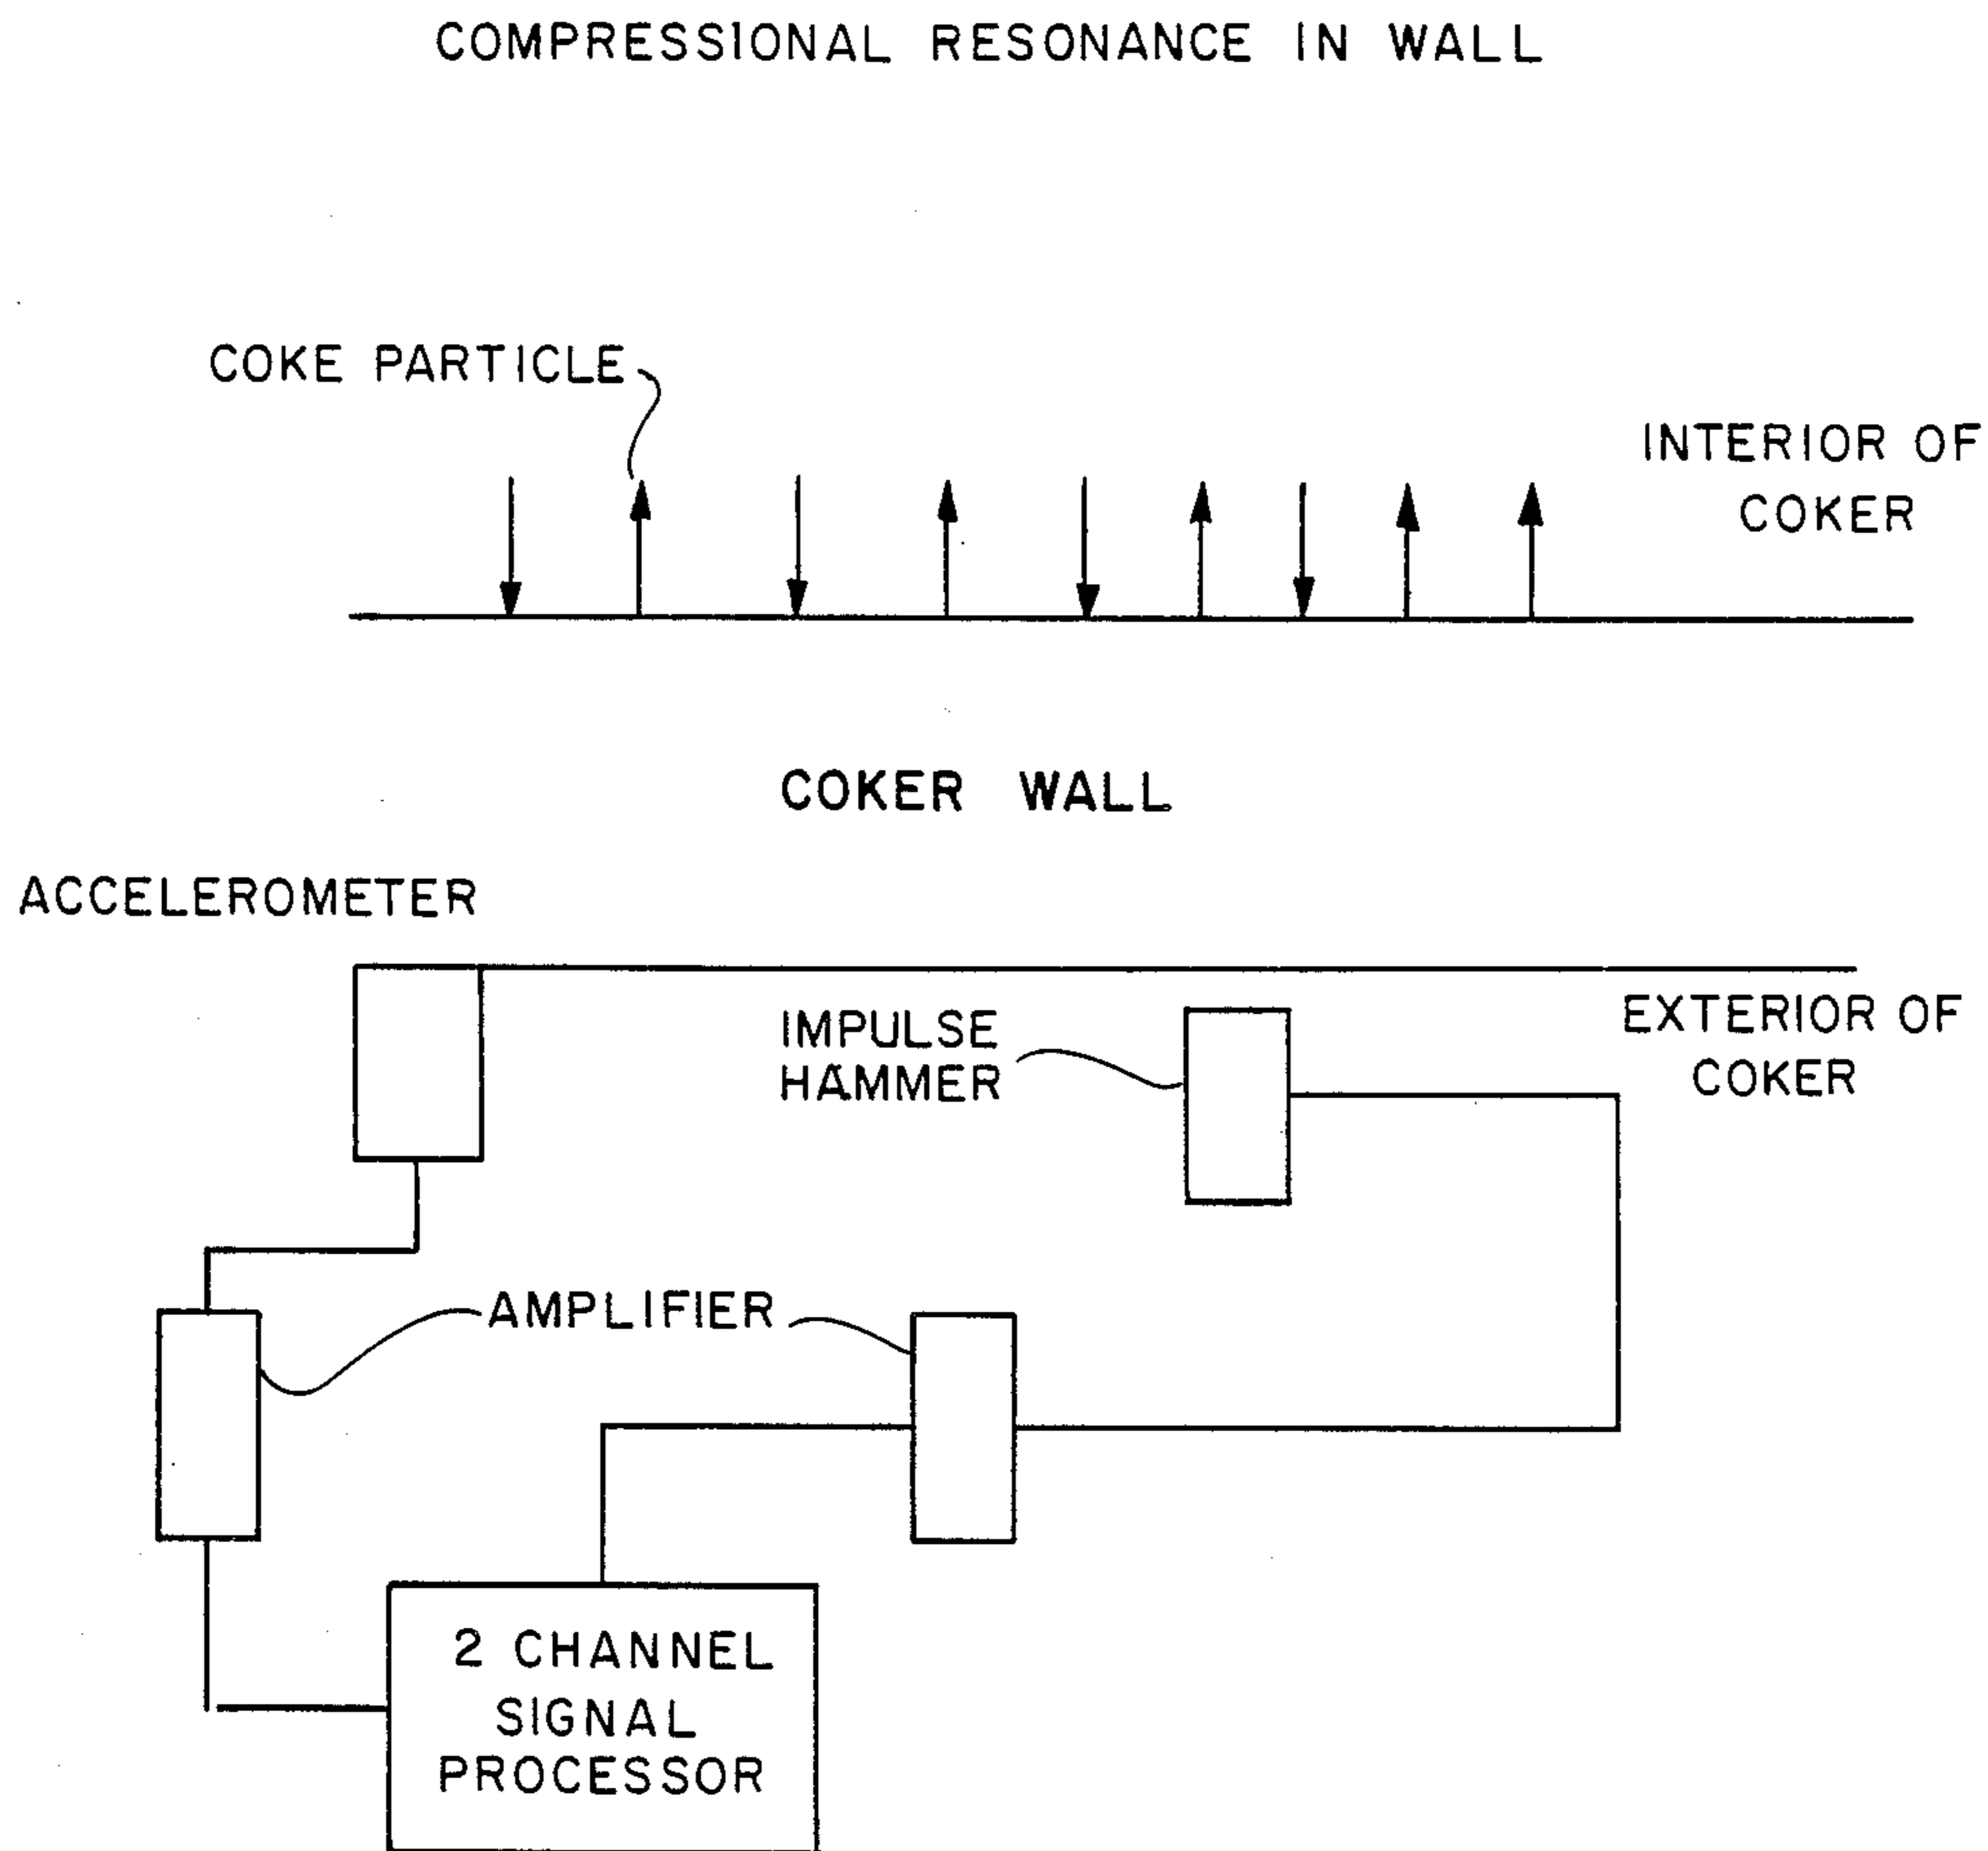 COMPRESSIONAL RESONANCE IN WALL
COKE PARTICLE
INTERIOR OF
COKER
COKER WALL
ACCELEROMETER
IMPULSE
HAMMER
EXTERIOR OF
COKER
AMPLIFIER
2 CHANNEL
SIGNAL
PROCESSOR